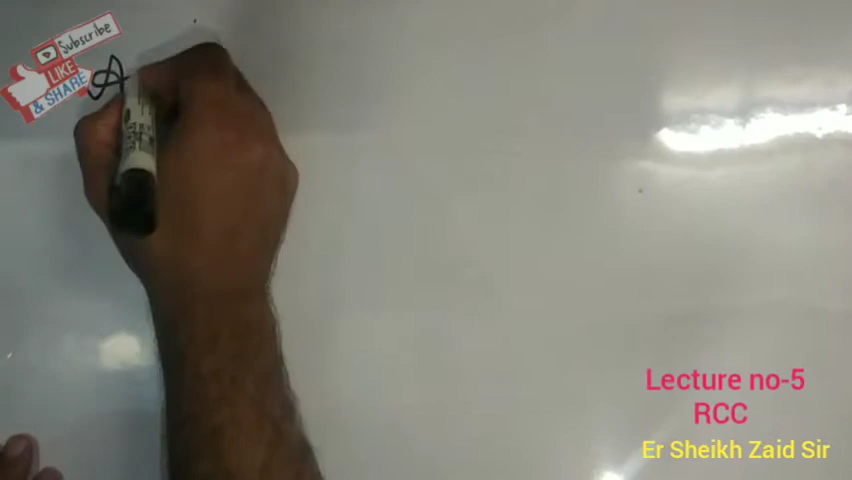 Subscribe
LIKE
& SHARE
A
Lecture no-5
RCC
Er Sheikh Zaid Sir